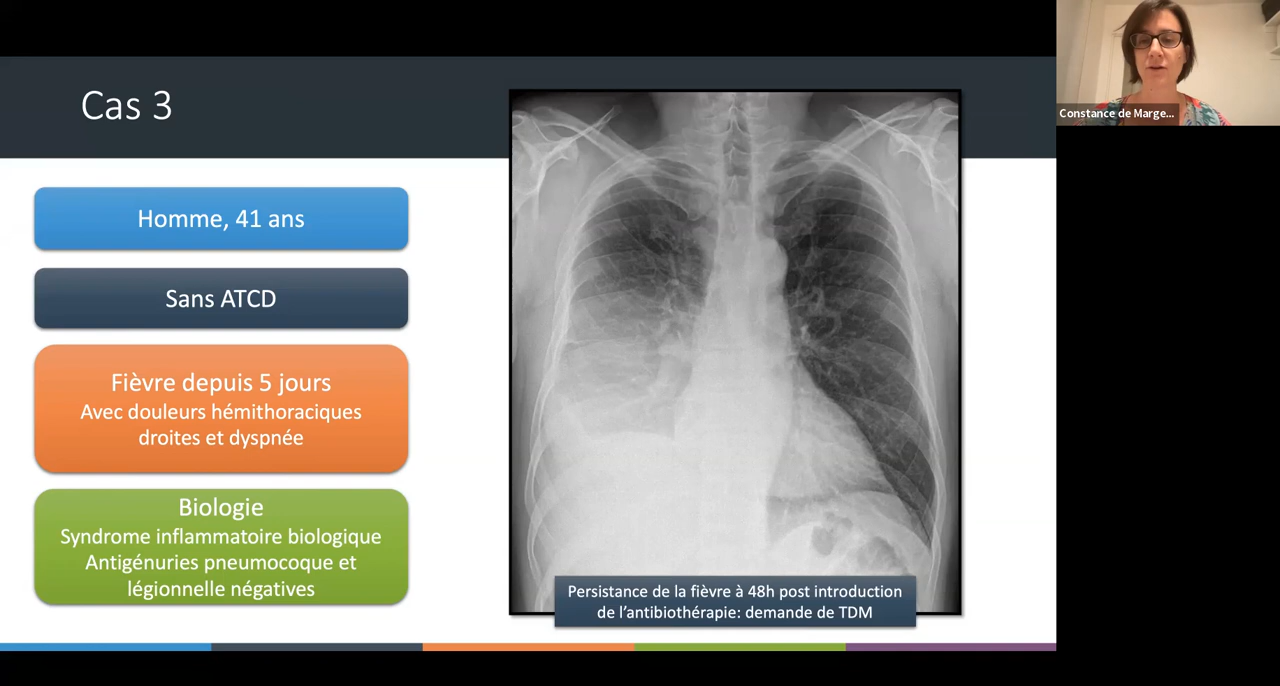 Cas 3
Homme, 41 ans
Sans ATCD
Fièvre depuis 5 jours
Avec douleurs hémithoraciques
droites et dyspnée
Biologie
Syndrome inflammatoire biologique
Antigénuries pneumocoque et
légionnelle négatives
Persistance de la fièvre à 48h post introduction
de l’antibiothérapie: demande de TDM
Constance de Marge...